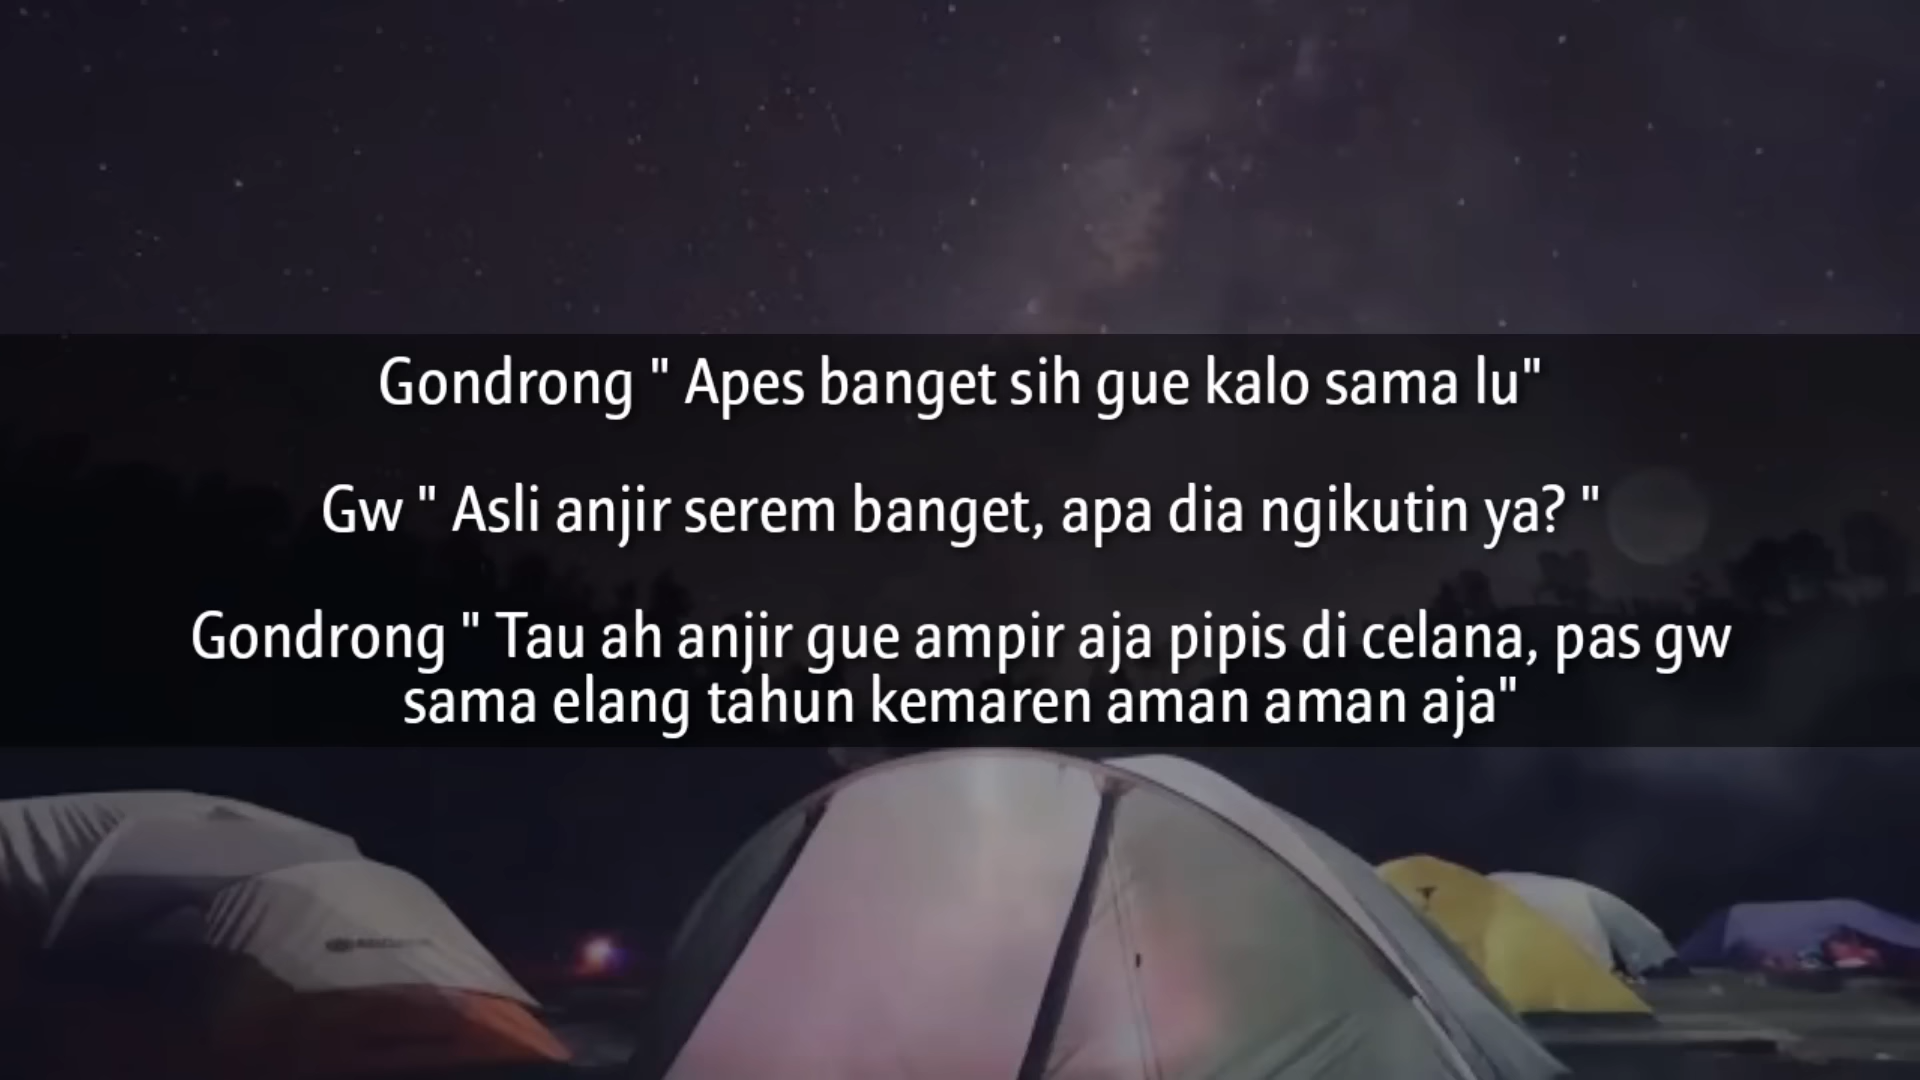 Gondrong " Apes banget sih gue kalo sama lu"
Gw " Asli anjir serem banget, apa dia ngikutin ya? "
Gondrong " Tau ah anjir gue ampir aja pipis di celana, pas gw
sama elang tahun kemaren aman aman aja"